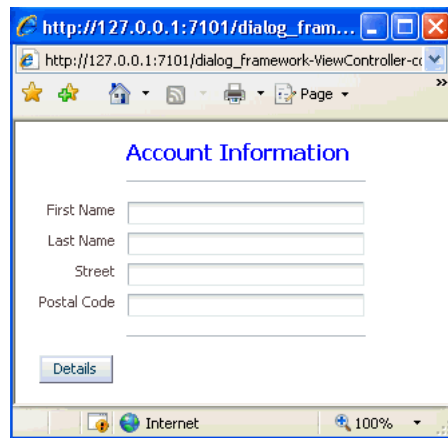 http://127.0.0.1:7101/dialog_fram...
http://127.0.0.1:7101/dialog_framework-ViewController-co
Page
»
Account Information
First Name
Last Name
Street
Postal Code
Details
Internet
100%